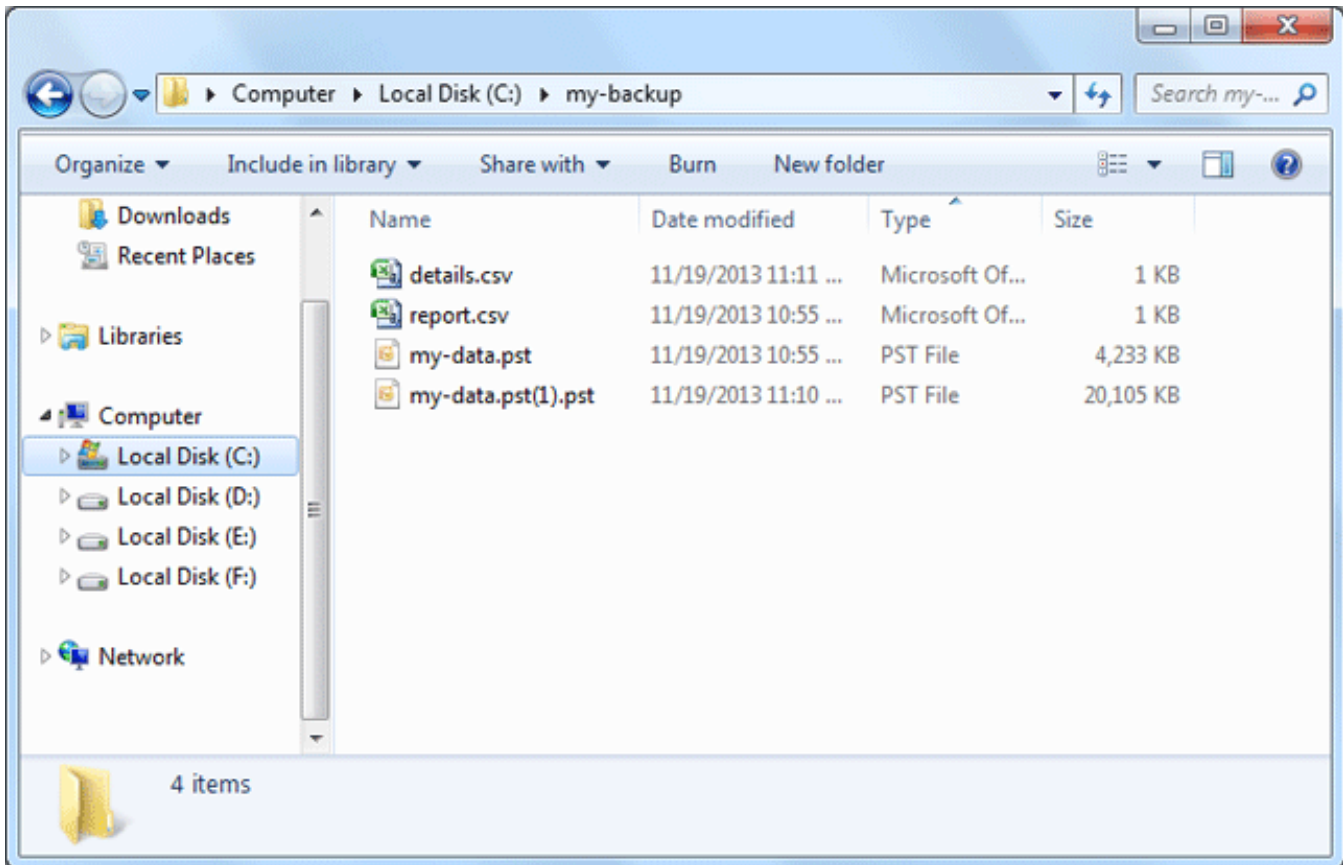 Computer Local Disk (C:) my-backup Search my-...
Organize Include in library Share with Burn New folder
Downloads
Recent Places
Libraries
Computer
Local Disk (C:)
Local Disk (D:)
Local Disk (E:)
Local Disk (F:)
Network
Name Date modified Type Size
details.csv 11/19/2013 11:11 ... Microsoft Of... 1 KB
report.csv 11/19/2013 10:55 ... Microsoft Of... 1 KB
my-data.pst 11/19/2013 10:55 ... PST File 4,233 KB
my-data.pst(1).pst 11/19/2013 11:10 ... PST File 20,105 KB
4 items